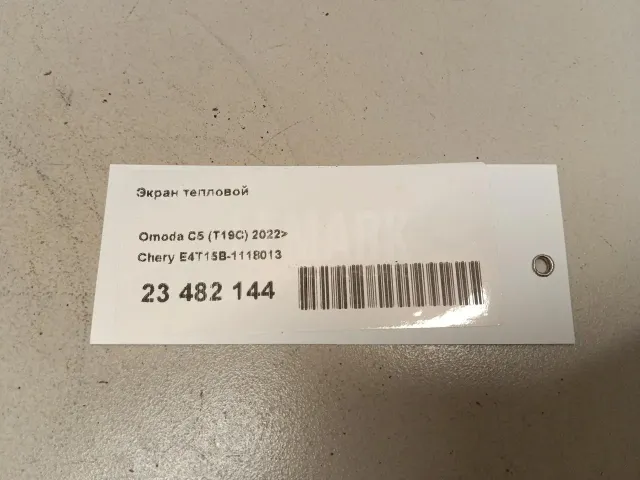 Экран тепловой
Omoda C5 (T19C) 2022>
Chery E4T15B-1118013
23 482 144